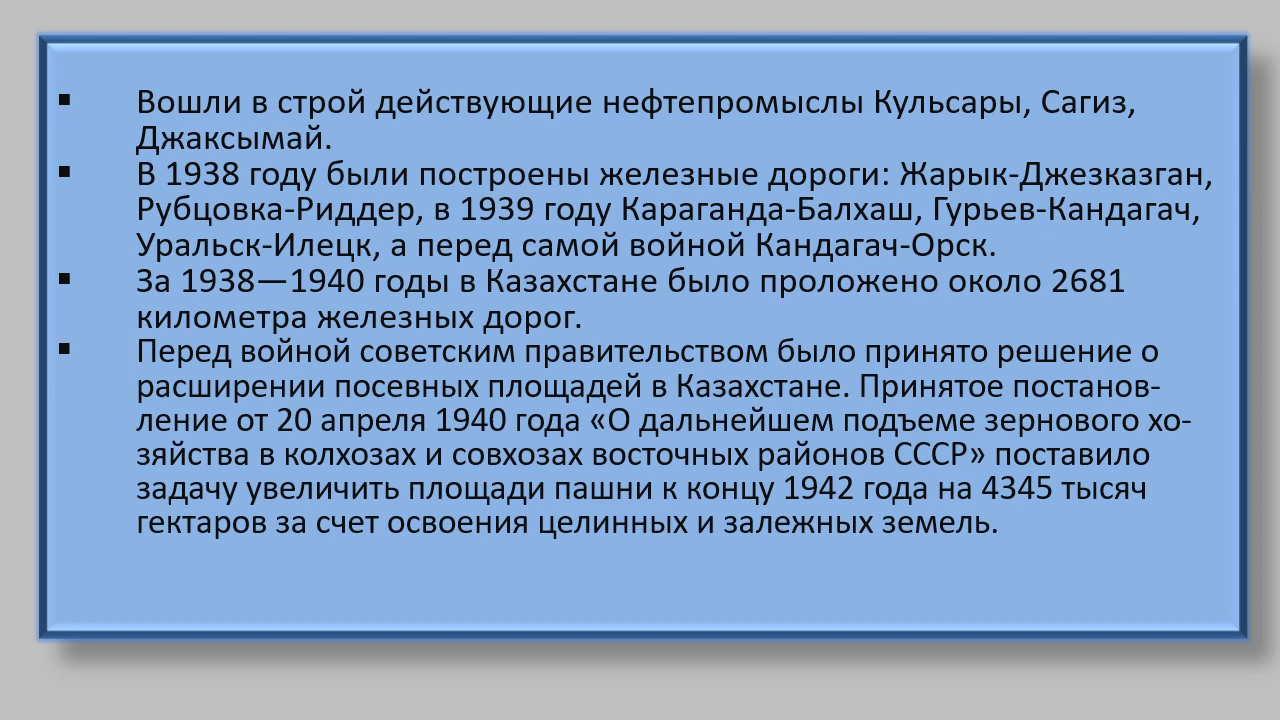 ▪ Вошли в строй действующие нефтепромыслы Кульсары, Сагиз,
Джаксымай.
▪ В 1938 году были построены железные дороги: Жарык-Джезказган,
Рубцовка-Риддер, в 1939 году Караганда-Балхаш, Гурьев-Кандагач,
Уральск-Илецк, а перед самой войной Кандагач-Орск.
▪ За 1938—1940 годы в Казахстане было проложено около 2681
километра железных дорог.
▪ Перед войной советским правительством было принято решение о
расширении посевных площадей в Казахстане. Принятое постанов-
ление от 20 апреля 1940 года «О дальнейшем подъеме зернового хо-
зяйства в колхозах и совхозах восточных районов СССР» поставило
задачу увеличить площади пашни к концу 1942 года на 4345 тысяч
гектаров за счет освоения целинных и залежных земель.